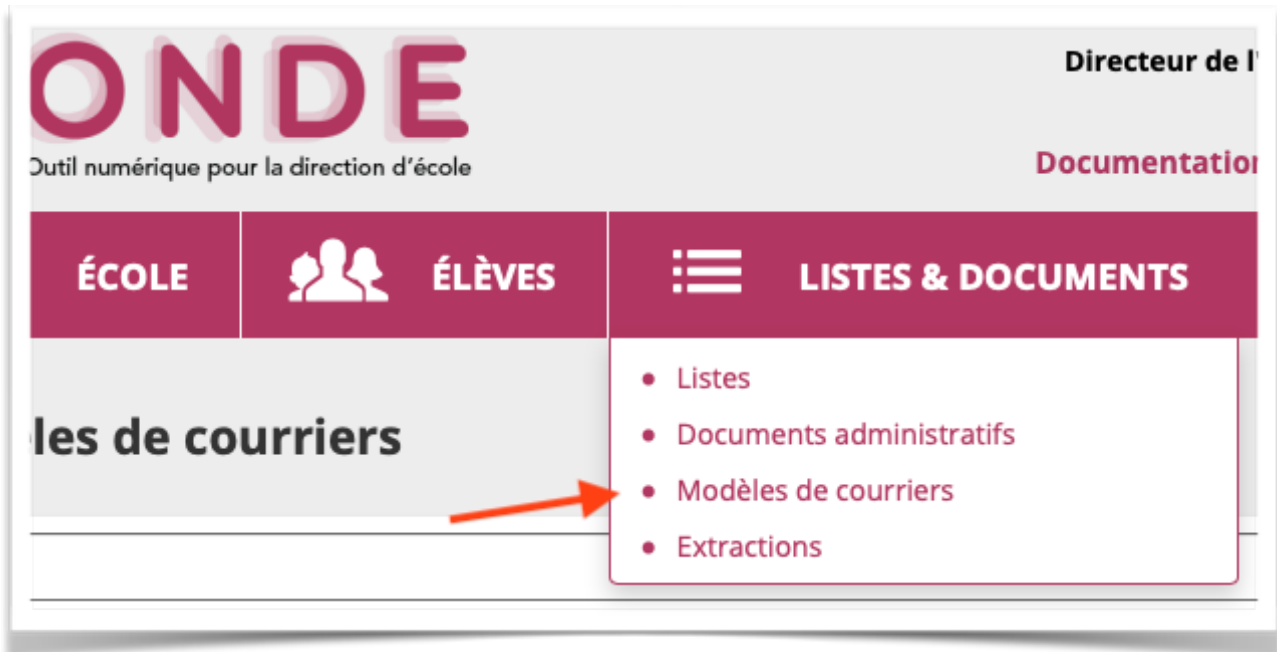 ONDE
Directeur de l'
Outil numérique pour la direction d'école
Documentation
ÉCOLE
ÉLÈVES
LISTES & DOCUMENTS
Listes
Documents administratifs
les de courriers
Modèles de courriers
Extractions